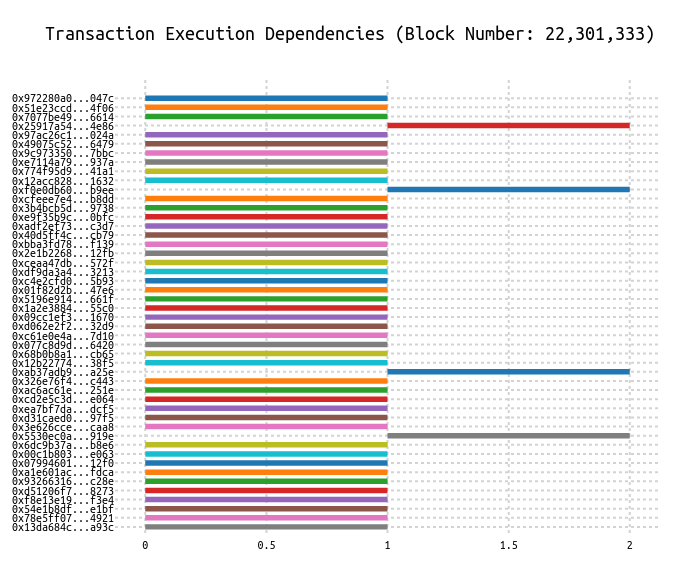 Transaction Execution Dependencies (Block Number: 22,301,333)
0x972280a0...047c
0x51e23ccd...4f06
0x7077be49...6614
0x25917a54...4e86
0x97ac26c1...024a
0x49075c52...6479
0x9c973350...7bbc
0xe7114a79...937a
0x774f95d9...41a1
0x12acc828...1632
0xf0e0db60...b9ee
0xcfeee7e4...b8dd
0x3b4bcb5d...9738
0xe9f35b9c...0bfc
0xadf2ef73...c3d7
0x40d5ff4c...cb79
0xbba3fd78...f139
0x2e1b2268...12fb
0xceaa47db...572f
0xdf9da3a4...3213
0xc4e2cfd0...5b93
0x01f82d2b...47e6
0x5196e914...661f
0x1a2e3884...55c0
0x09cc1ef3...1670
0xd062e2f2...32d9
0xc61e0e4a...7d10
0x077c8d9d...6420
0x68b0b8a1...cb65
0x12b22774...38f5
0xab37adb9...a25e
0x326e76f4...c443
0xac6ac61e...251e
0xcd2e5c3d...e064
0xea7bf7da...dcf5
0xd31caed0...97f5
0x3e626cce...caa8
0x5530ec0a...919e
0x6dc9b37a...b8e6
0x00c1b803...e063
0x07994601...12f0
0xa1e601ac...fdca
0x93266316...c28e
0xd51206f7...8273
0xf8e13e19...f3e4
0x54e1b8df...e1bf
0x78e5ff07...4921
0x13da684c...a93c
0 0.5 1 1.5 2